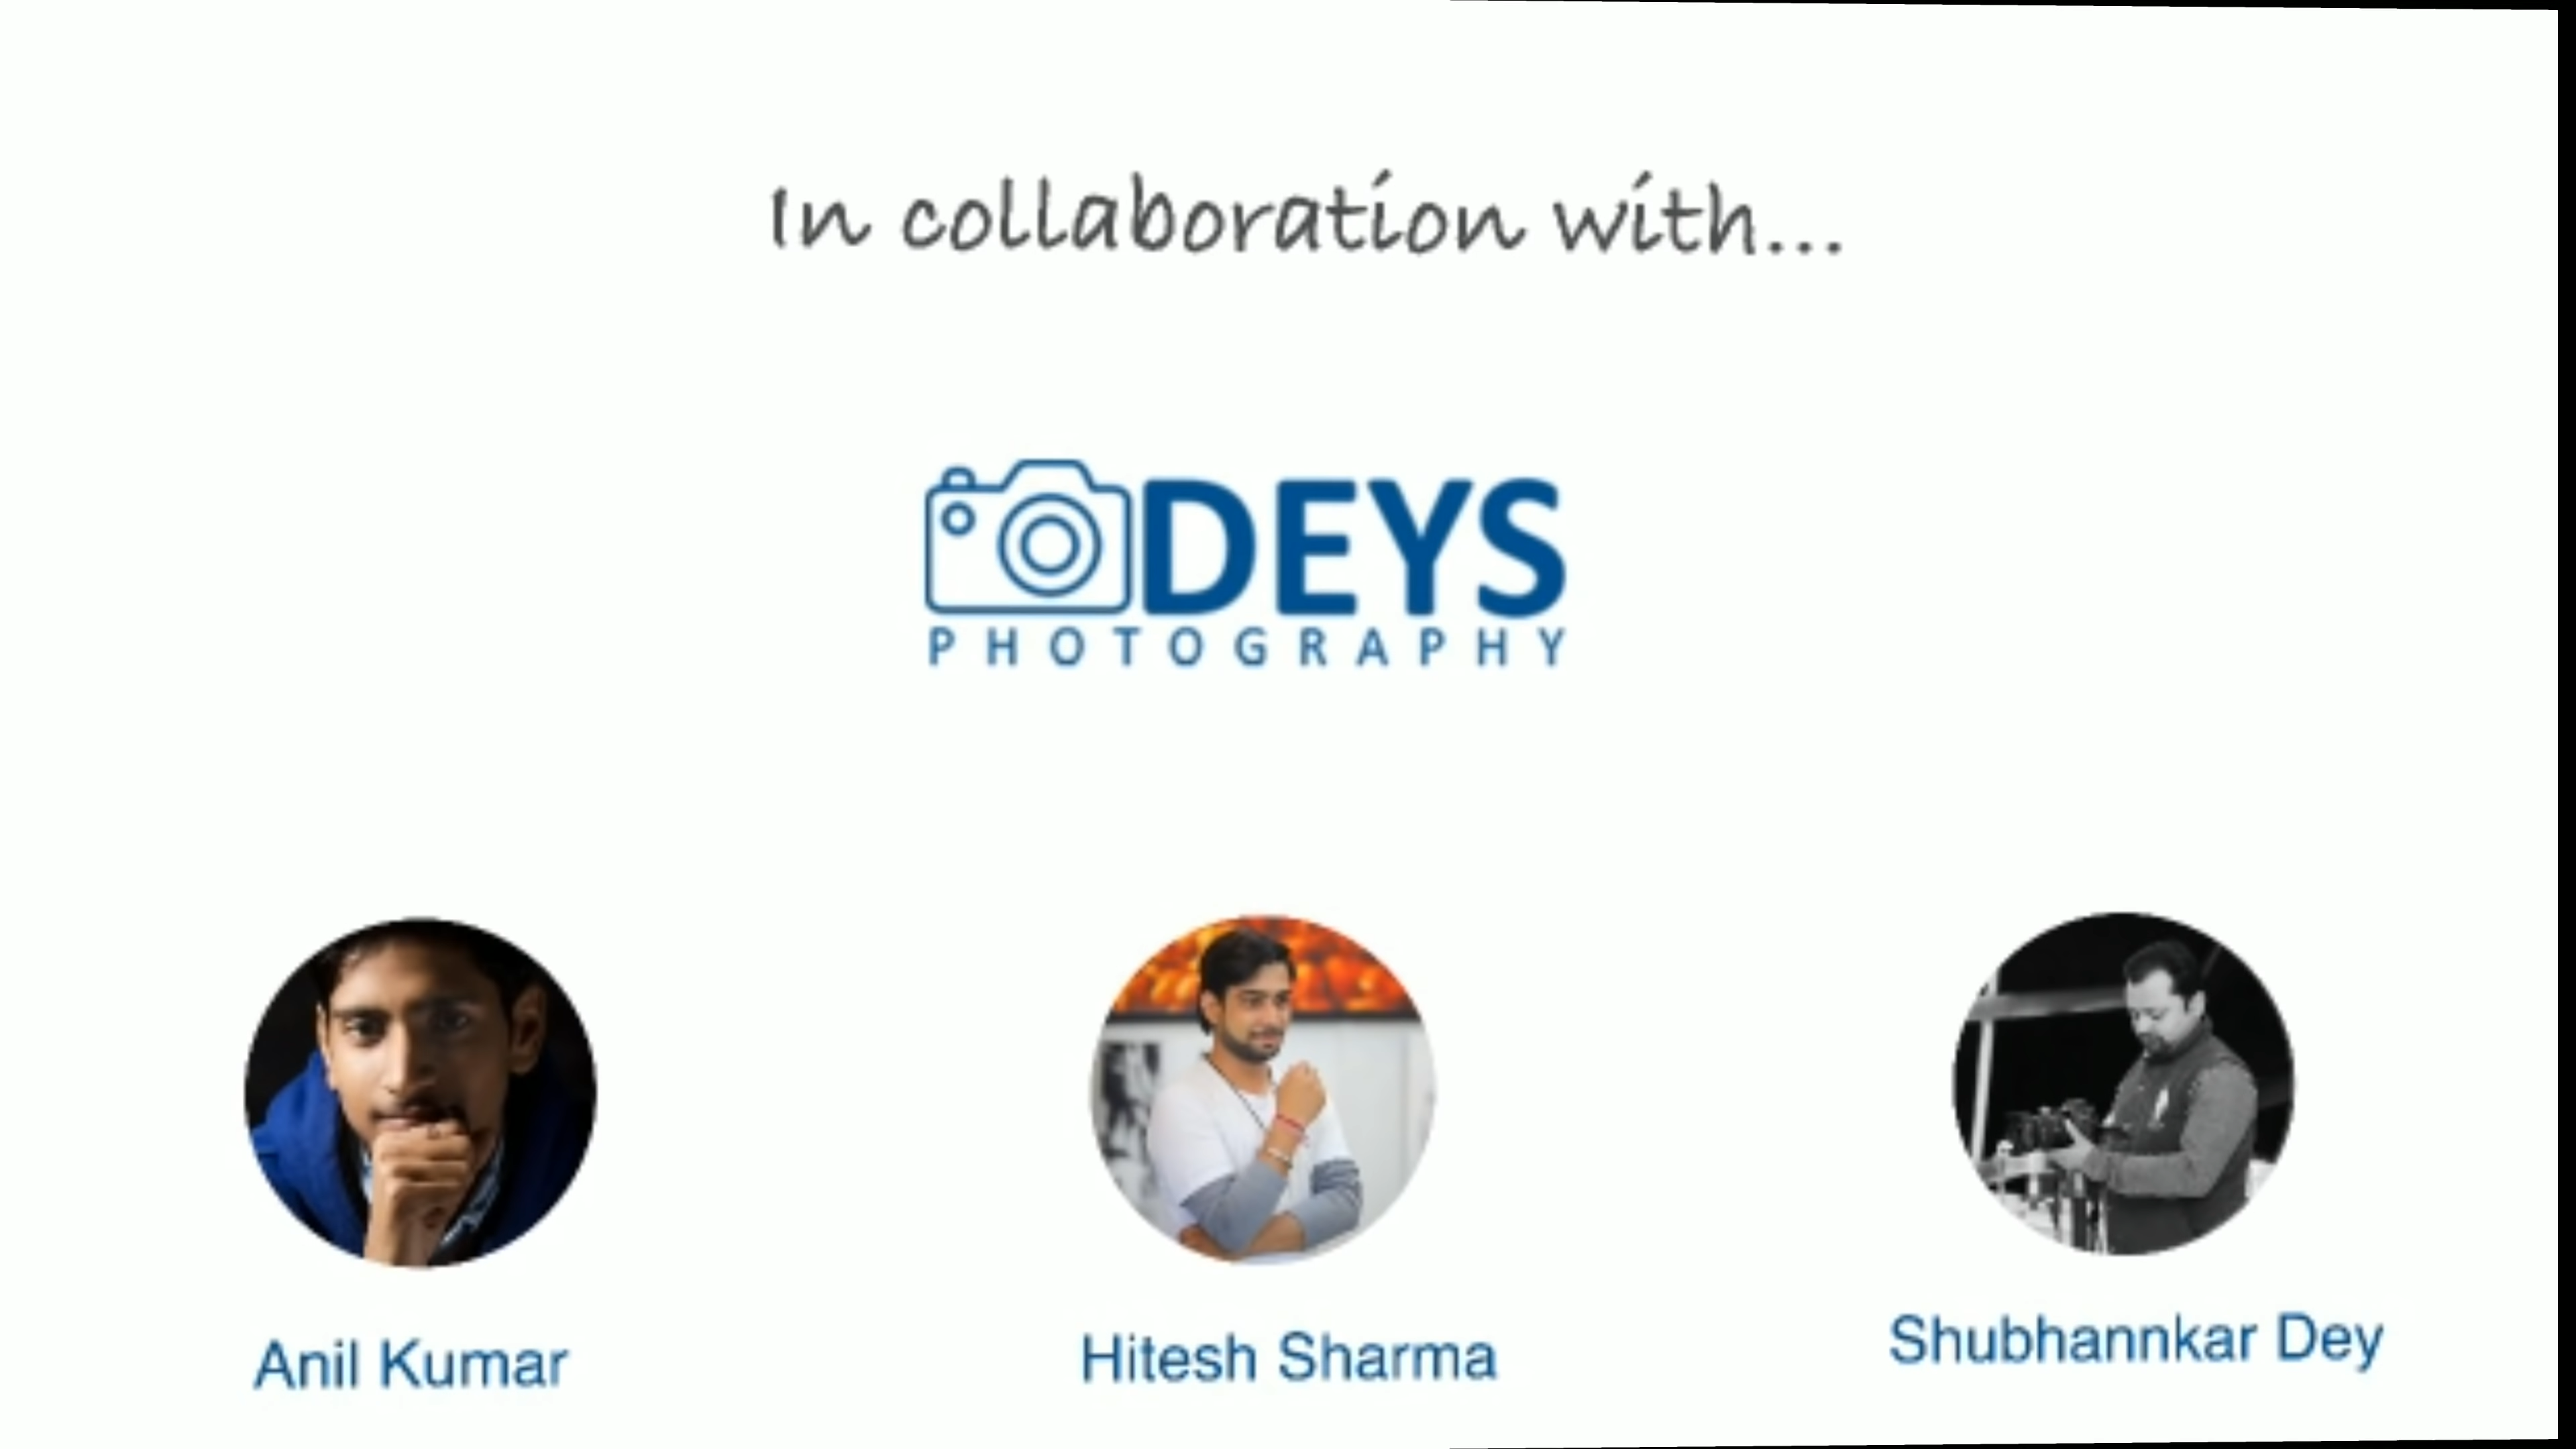 In collaboration with...
DEYS
PHOTOGRAPHY
Anil Kumar
Hitesh Sharma
Shubhannkar Dey